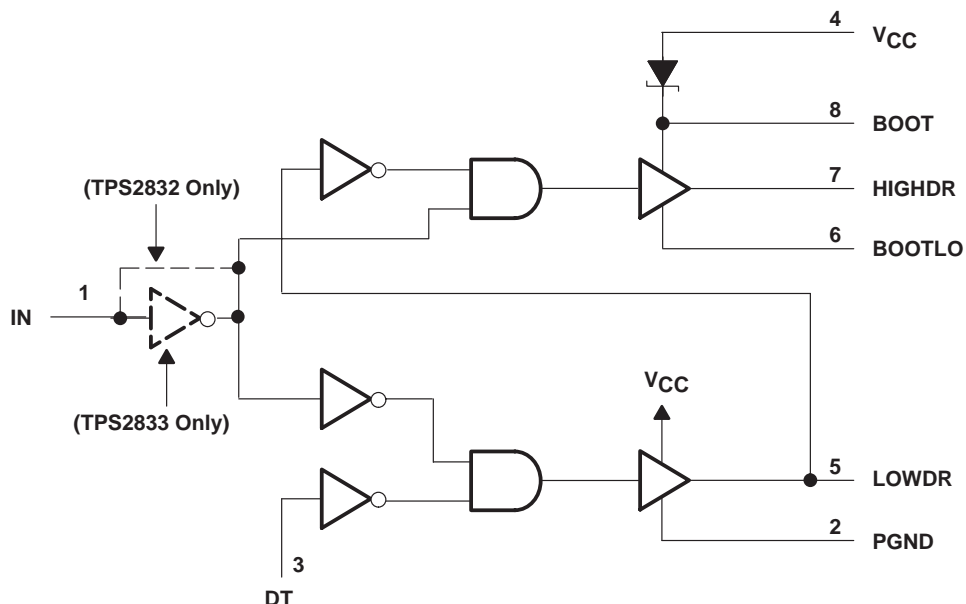 4
VCC
8
BOOT
(TPS2832 Only)
7
HIGHDR
6
BOOTLO
1
IN
VCC
(TPS2833 Only)
5
LOWDR
2
PGND
3
DT